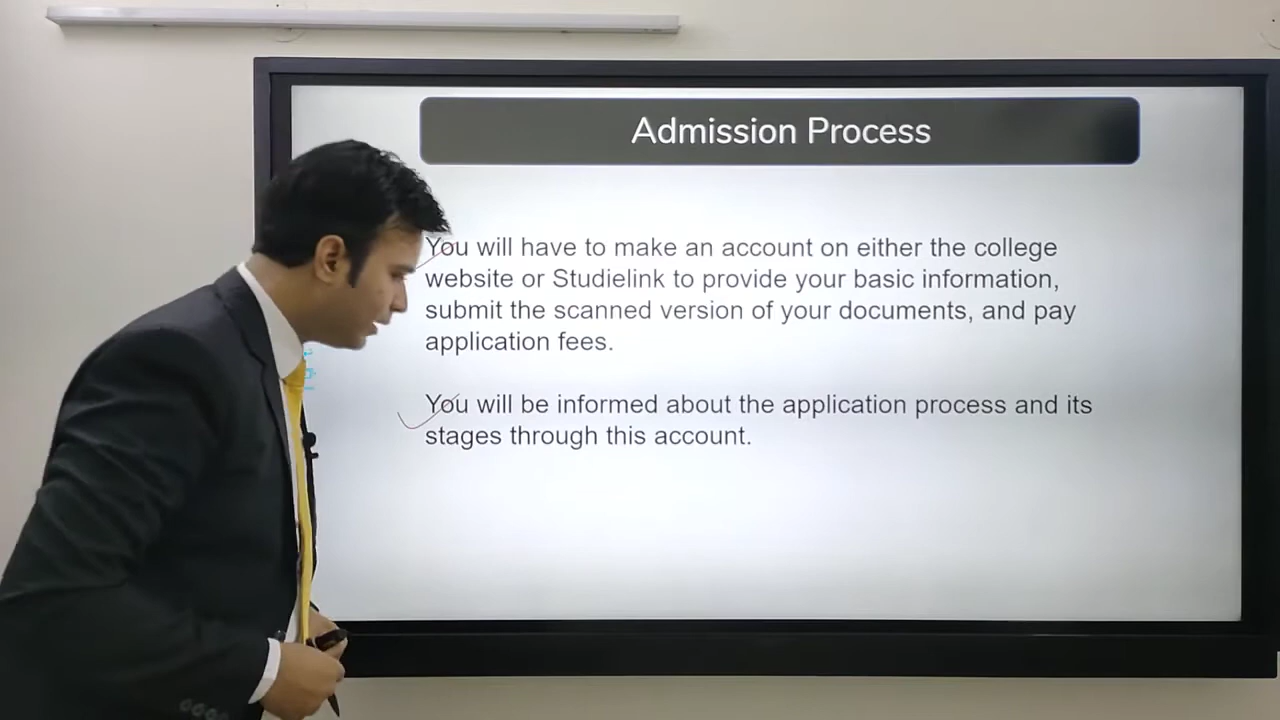 Admission Process
You will have to make an account on either the college
website or Studielink to provide your basic information,
submit the scanned version of your documents, and pay
application fees.
You will be informed about the application process and its
stages through this account.